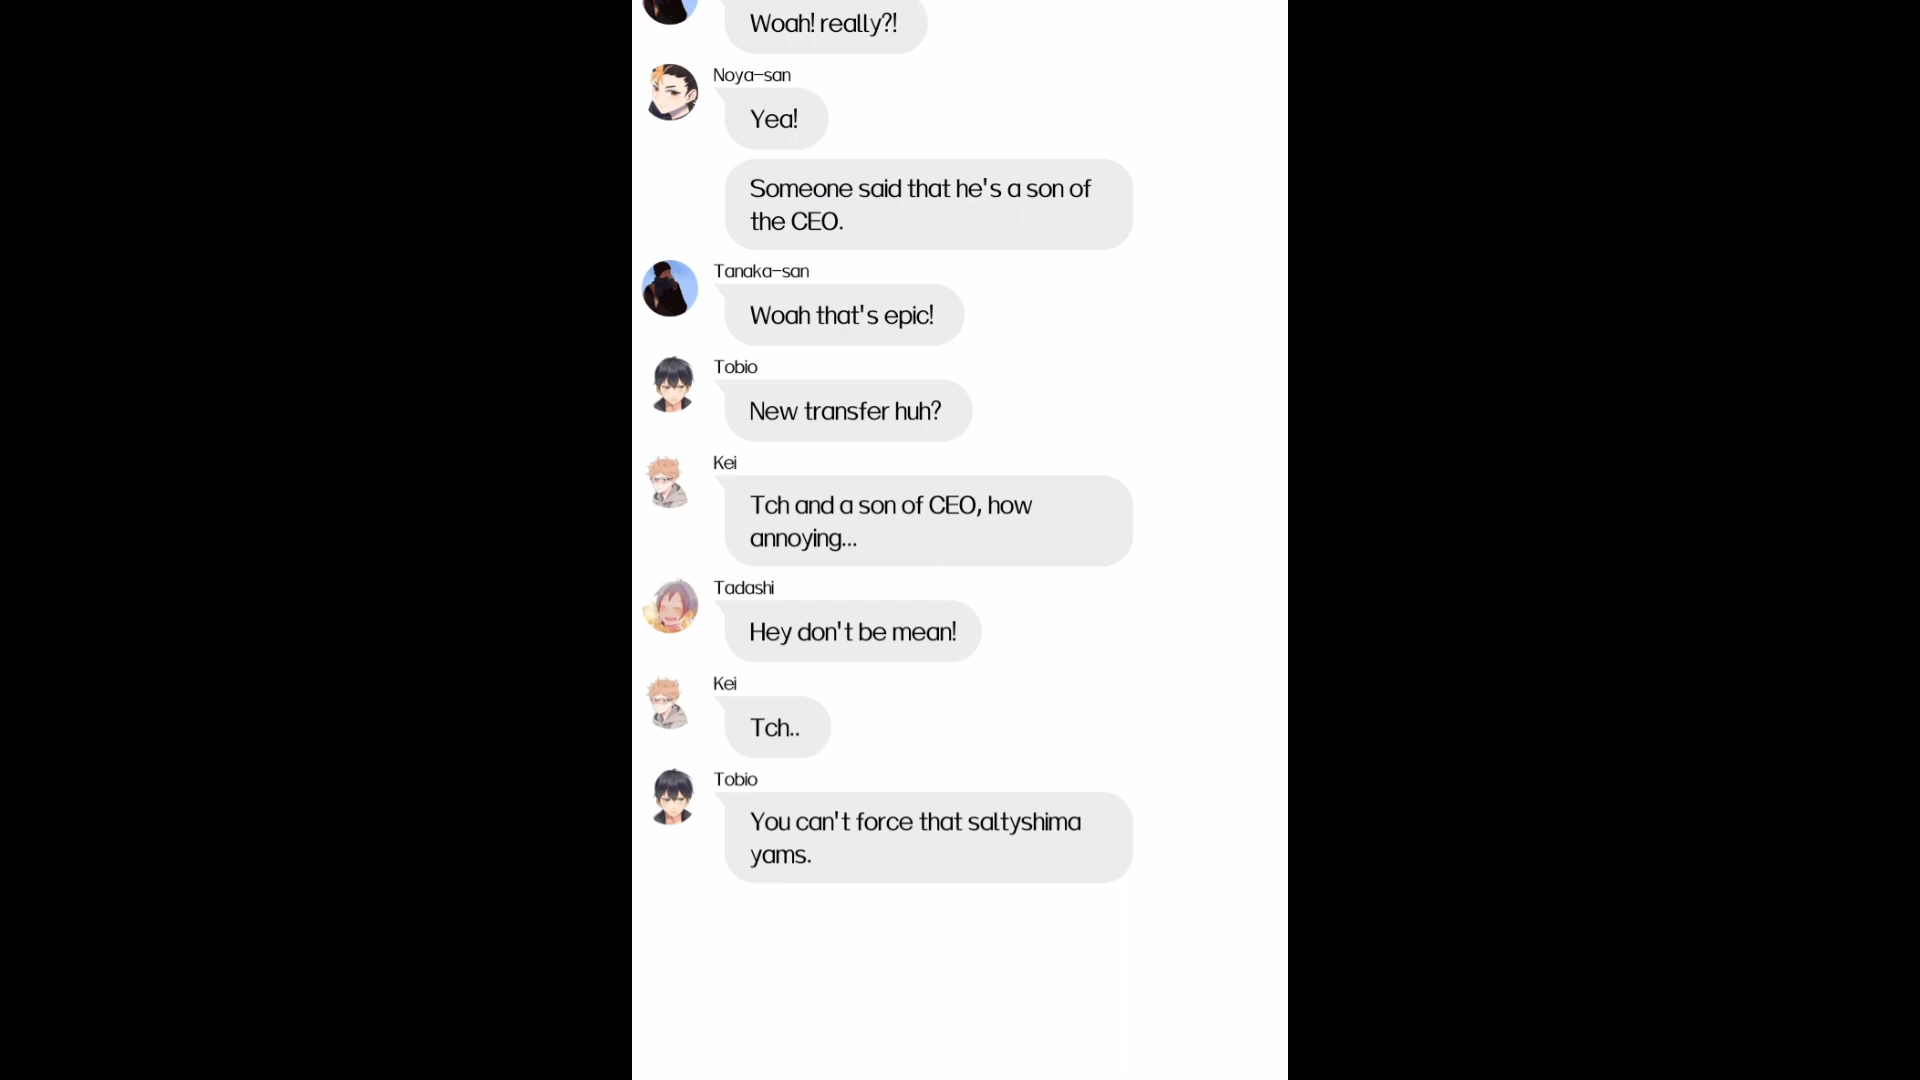 Woah! really?!
Noya-san
Yea!
Someone said that he's a son of
the CEO.
Tanaka-san
Woah that's epic!
Tobio
New transfer huh?
Kei
Tch and a son of CEO, how
annoying...
Tadashi
Hey don't be mean!
Kei
Tch..
Tobio
You can't force that saltyshima
yams.